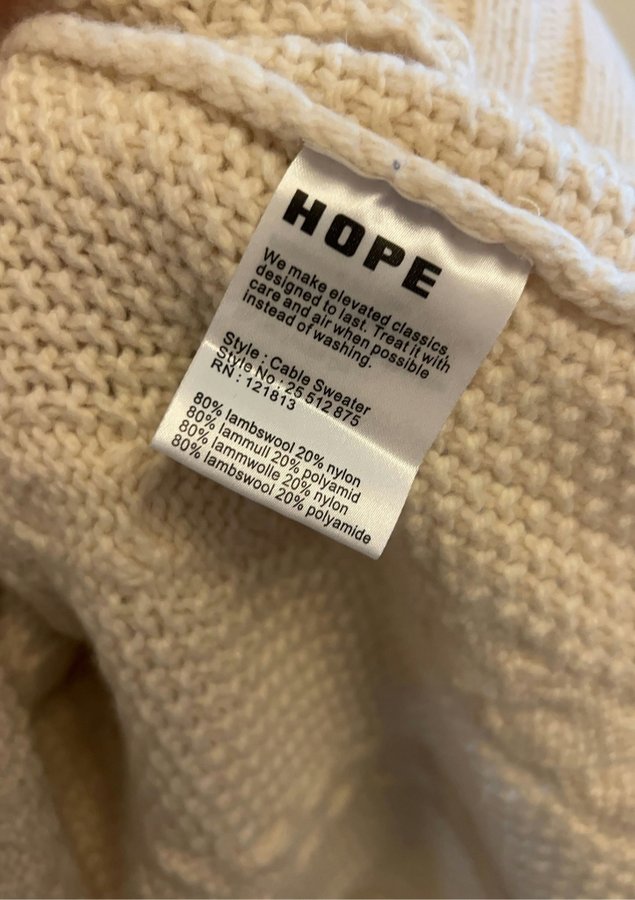 HOPE
We make elevated classics,
designed to last. Treat it with
care and air when possible
instead of washing.
Style : Cable Sweater
Style No : 25 512 875
RN : 121813
80% lambswool 20% nylon
80% lammull 20% polyamid
80% lammwolle 20% nylon
80% lambswool 20% polyamide